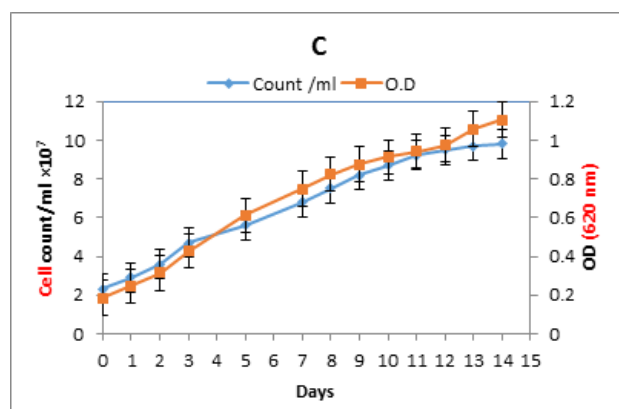 C
Count /ml O.D
12
10
8
6
4
2
0
1.2
1
0.8
0.6
0.4
0.2
0
0 1 2 3 4 5 6 7 8 9 10 11 12 13 14 15
Days
Cell count/ml ×10⁷
OD (620 nm)